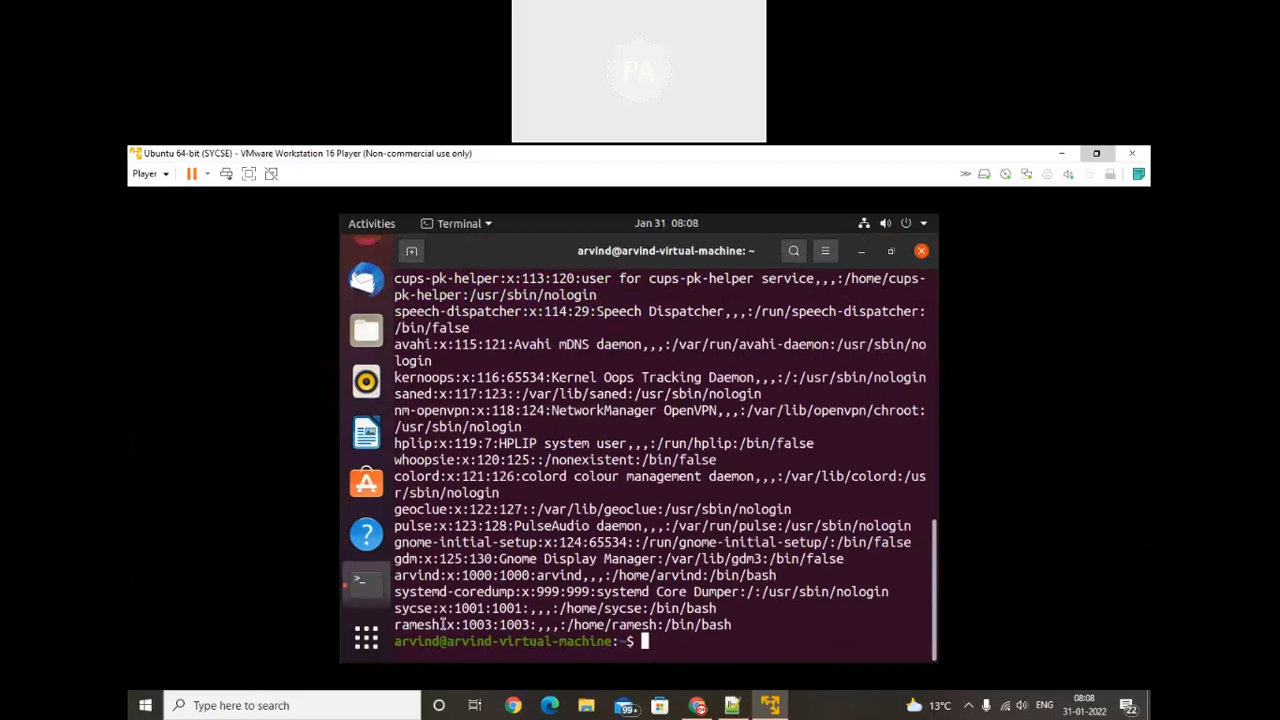 PA
Ubuntu 64-bit (SYCSE) - VMware Workstation 16 Player (Non-commercial use only)
Player
Activities
Terminal
Jan 31 08:08
arvind@arvind-virtual-machine: ~
cups-pk-helper:x:113:120:user for cups-pk-helper service,,,:/home/cups-
pk-helper:/usr/sbin/nologin
speech-dispatcher:x:114:29:Speech Dispatcher,,,:/run/speech-dispatcher:
/bin/false
avahi:x:115:121:Avahi mDNS daemon,,,:/var/run/avahi-daemon:/usr/sbin/no
login
kernoops:x:116:65534:Kernel Oops Tracking Daemon,,,:/:/usr/sbin/nologin
saned:x:117:123::/var/lib/saned:/usr/sbin/nologin
nm-openvpn:x:118:124:NetworkManager OpenVPN,,,:/var/lib/openvpn/chroot:
/usr/sbin/nologin
hplip:x:119:7:HPLIP system user,,,:/run/hplip:/bin/false
whoopsie:x:120:125::/nonexistent:/bin/false
colord:x:121:126:colord colour management daemon,,,:/var/lib/colord:/us
r/sbin/nologin
geoclue:x:122:127::/var/lib/geoclue:/usr/sbin/nologin
pulse:x:123:128:PulseAudio daemon,,,:/var/run/pulse:/usr/sbin/nologin
gnome-initial-setup:x:124:65534::/run/gnome-initial-setup/:/bin/false
gdm:x:125:130:Gnome Display Manager:/var/lib/gdm3:/bin/false
arvind:x:1000:1000:arvind,,,:/home/arvind:/bin/bash
systemd-coredump:x:999:999:systemd Core Dumper:/:/usr/sbin/nologin
sycse:x:1001:1001:,,,:/home/sycse:/bin/bash
ramesh:x:1003:1003:,,,:/home/ramesh:/bin/bash
arvind@arvind-virtual-machine:~$
Type here to search
99+
13°C
ENG
08:08
31-01-2022
22